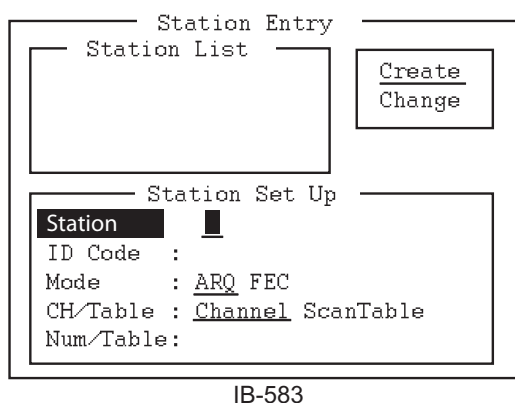 Station Entry
Station List
Create
Change
Station Set Up
Station
ID Code :
Mode : ARQ FEC
CH/Table : Channel ScanTable
Num/Table:
IB-583